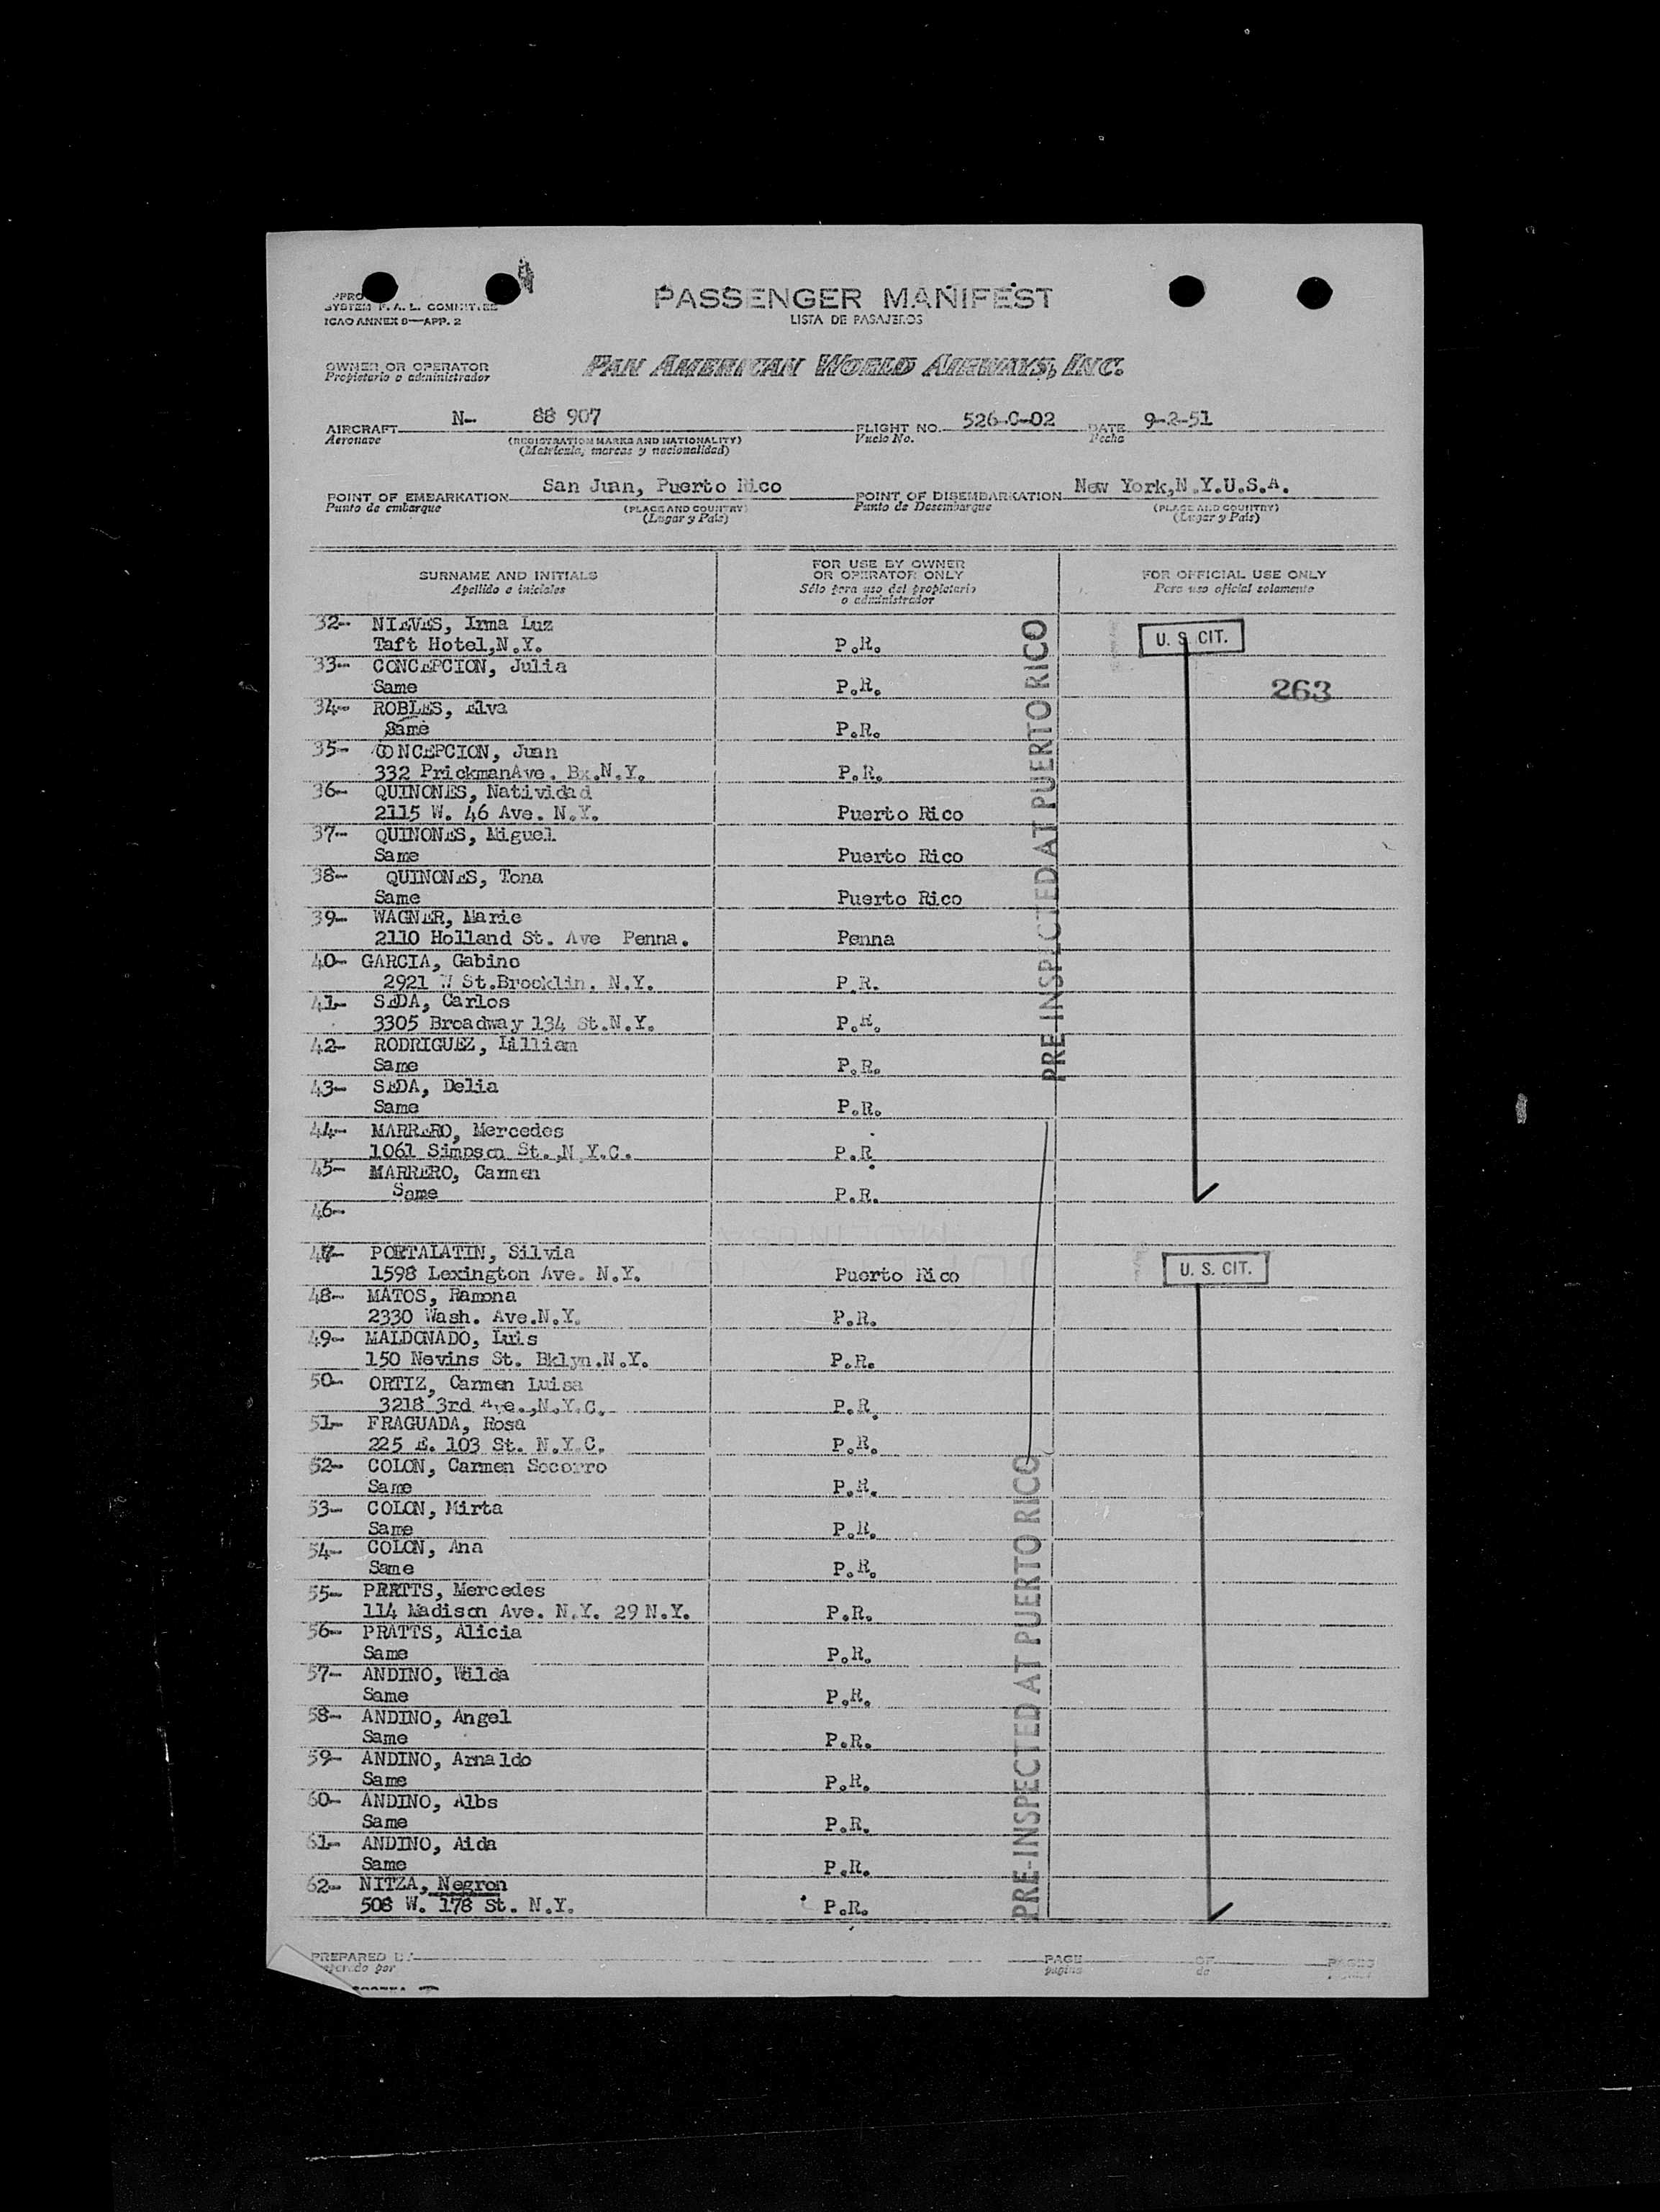 SYSTEM F. A. L. COMMITTEE
ICAO ANNEX 9—APP. 2
PASSENGER MANIFEST
LISTA DE PASAJEROS
OWNER OR OPERATOR
Propietario o administrador
PAN AMERICAN WORLD AIRWAYS, INC.
AIRCRAFT N- 88 907 FLIGHT NO. 526-C-02 DATE 9-2-51
Aeronave (REGISTRATION MARKS AND NATIONALITY) Vuelo No. Fecha
(Matrícula, marcas y nacionalidad)
POINT OF EMBARKATION San Juan, Puerto Rico POINT OF DISEMBARKATION New York,N.Y.U.S.A.
Punto de embarque (PLACE AND COUNTRY) Punto de Desembarque (PLACE AND COUNTRY)
(Lugar y País) (Lugar y País)
SURNAME AND INITIALS
Apellido e iniciales
FOR USE BY OWNER
OR OPERATOR ONLY
Sólo para uso del propietario
o administrador
FOR OFFICIAL USE ONLY
Para uso oficial solamente
32- NIEVES, Irma Luz
Taft Hotel,N.Y. P.R.
U. S. CIT.
33- CONCEPCION, Julia
Same P.R.
263
34- ROBLES, Elva
Same P.R.
35- CONCEPCION, Juan
332 PrickmanAve. Bx.N.Y. P.R.
36- QUINONES, Natividad
2115 W. 46 Ave. N.Y. Puerto Rico
37- QUINONES, Miguel
Same Puerto Rico
38- QUINONES, Tona
Same Puerto Rico
39- WAGNER, Marie
2110 Holland St. Ave Penna. Penna
40- GARCIA, Gabino
2921 W St.Brooklin. N.Y. P.R.
41- SEDA, Carlos
3305 Broadway 134 St.N.Y. P.R.
42- RODRIGUEZ, Lilliam
Same P.R.
43- SEDA, Delia
Same P.R.
PRE-INSPECTED AT PUERTO RICO
44- MARRERO, Mercedes
1061 Simpson St.,N.Y.C. P.R.
45- MARRERO, Carmen
Same P.R.
46-
47- PORTALATIN, Silvia
1598 Lexington Ave. N.Y. Puerto Rico
U. S. CIT.
48- MATOS, Ramona
2330 Wash. Ave.N.Y. P.R.
49- MALDONADO, Luis
150 Nevins St. Bklyn.N.Y. P.R.
50- ORTIZ, Carmen Luisa
3218 3rd Ave.,N.Y.C. P.R.
51- FRAGUADA, Rosa
225 E. 103 St. N.Y.C. P.R.
52- COLON, Carmen Socorro
Same P.R.
53- COLON, Mirta
Same P.R.
54- COLON, Ana
Same P.R.
55- PRATTS, Mercedes
114 Madison Ave. N.Y. 29 N.Y. P.R.
56- PRATTS, Alicia
Same P.R.
57- ANDINO, Wilda
Same P.R.
58- ANDINO, Angel
Same P.R.
59- ANDINO, Arnaldo
Same P.R.
60- ANDINO, Albs
Same P.R.
61- ANDINO, Aida
Same P.R.
62- NITZA, Negron
508 W. 178 St. N.Y. P.R.
PRE-INSPECTED AT PUERTO RICO
PREPARED PAGE OF PAGES
por página de